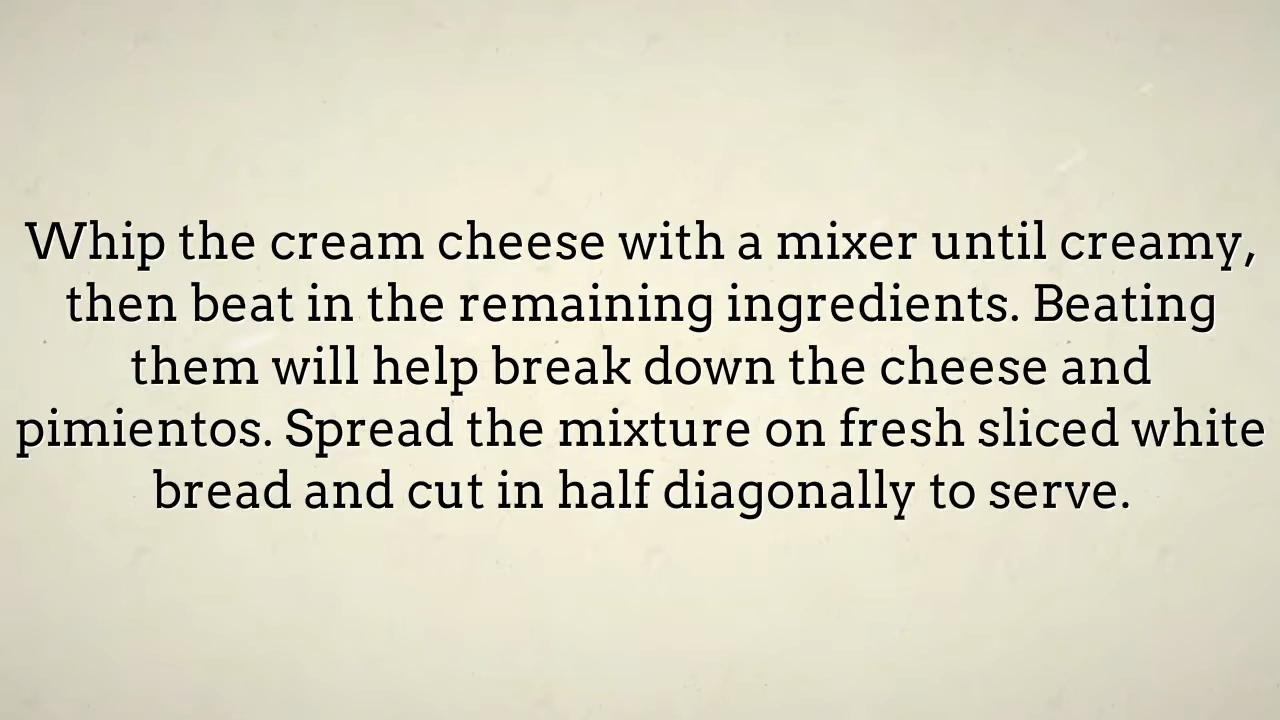 Whip the cream cheese with a mixer until creamy,
then beat in the remaining ingredients. Beating
them will help break down the cheese and
pimientos. Spread the mixture on fresh sliced white
bread and cut in half diagonally to serve.